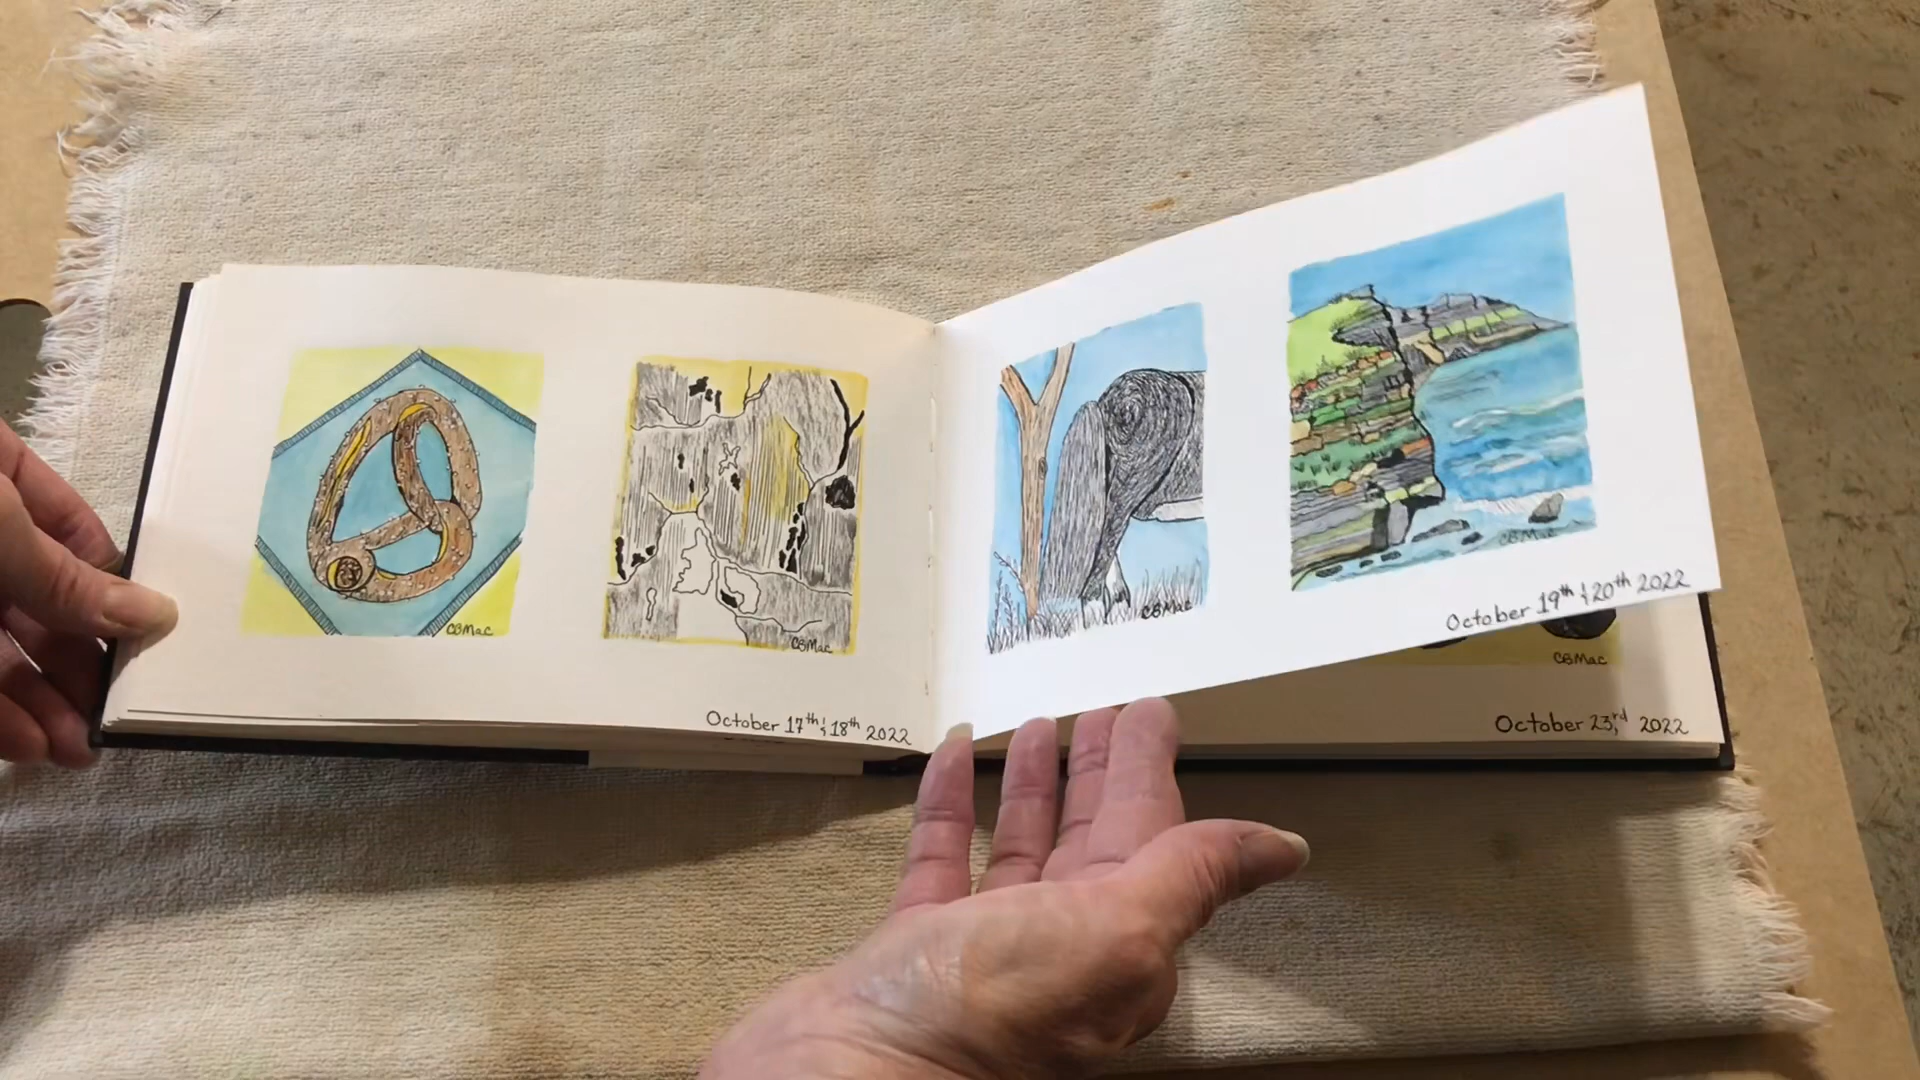 CBMac
CBMac
October 17th & 18th 2022
CBMac
CBMac
October 19th & 20th 2022
CBMac
October 23rd, 2022